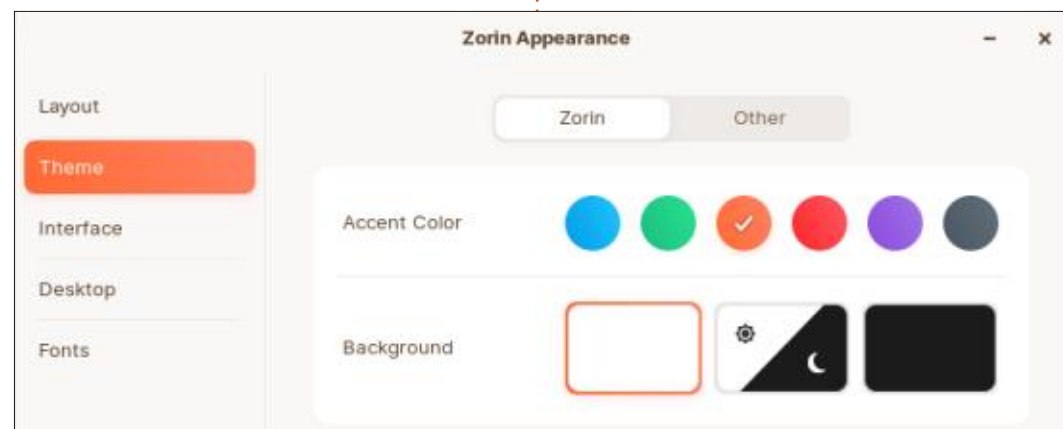 Zorin Appearance
Layout
Theme
Interface
Desktop
Fonts
Zorin Other
Accent Color
Background